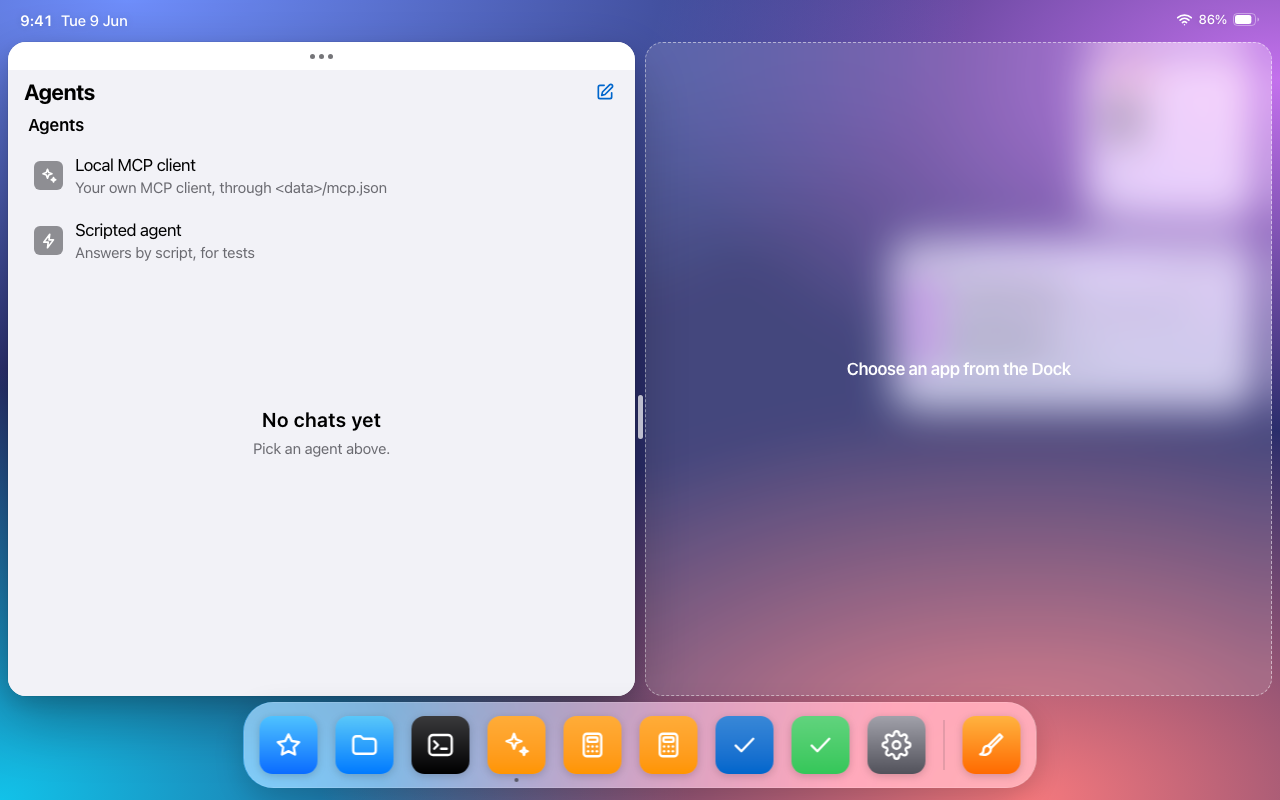 9:41 Tue 9 Jun
86%
Agents
Agents
Local MCP client
Your own MCP client, through <data>/mcp.json
Scripted agent
Answers by script, for tests
No chats yet
Pick an agent above.
Choose an app from the Dock